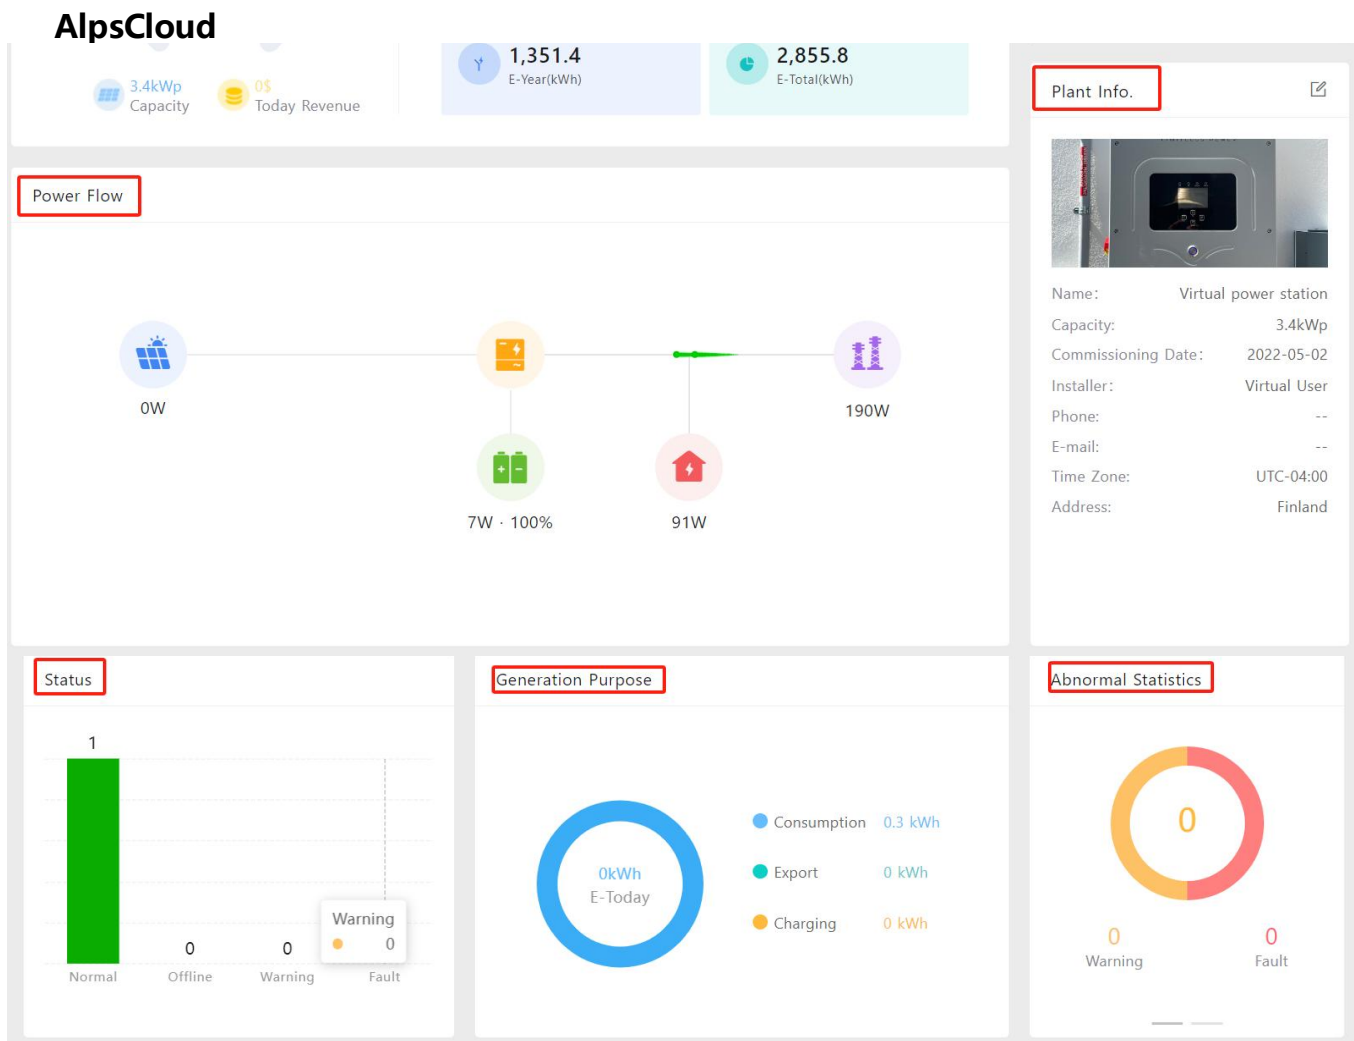 AlpsCloud
1,351.4
E-Year(kWh)
2,855.8
E-Total(kWh)
3.4kWp
Capacity
0$
Today Revenue
Plant Info.
Power Flow
0W
7W · 100%
91W
190W
Name: Virtual power station
Capacity: 3.4kWp
Commissioning Date: 2022-05-02
Installer: Virtual User
Phone: --
E-mail: --
Time Zone: UTC-04:00
Address: Finland
Status
1
0
0
Warning
0
Normal Offline Warning Fault
Generation Purpose
0kWh
E-Today
Consumption 0.3 kWh
Export 0 kWh
Charging 0 kWh
Abnormal Statistics
0
0
Warning
0
Fault